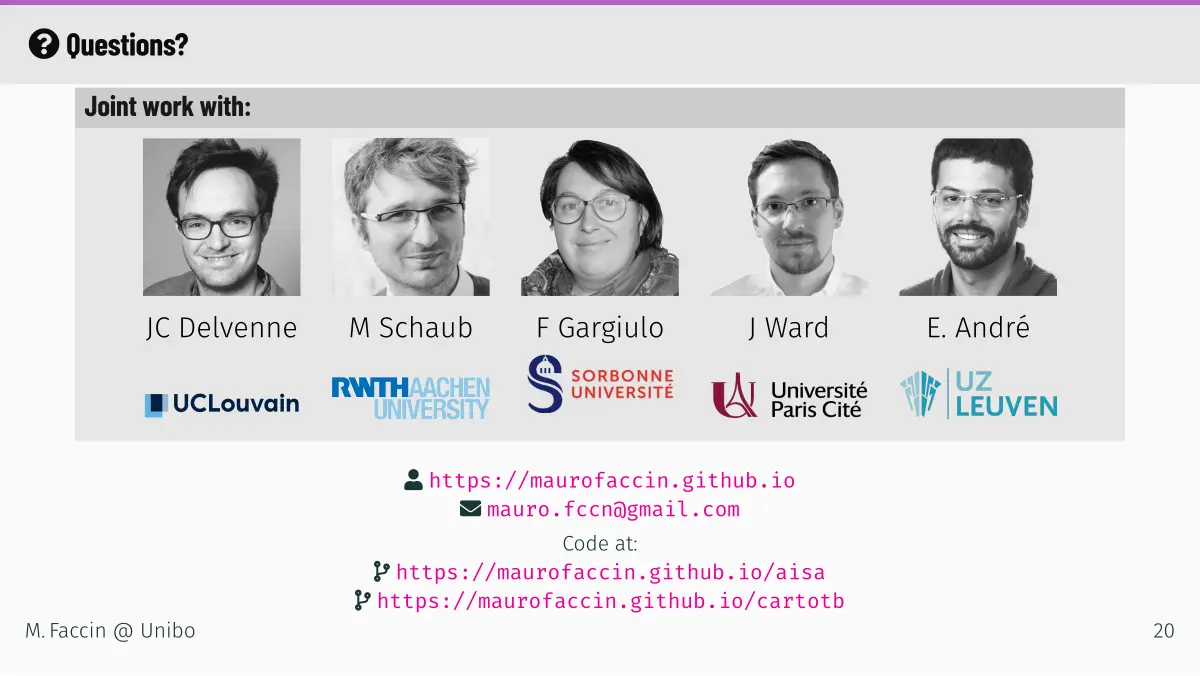 Questions?
Joint work with:
JC Delvenne
M Schaub
F Gargiulo
J Ward
E. André
UCLouvain
RWTH AACHEN
UNIVERSITY
SORBONNE
UNIVERSITÉ
Université
Paris Cité
UZ
LEUVEN
https://maurofaccin.github.io
mauro.fccn@gmail.com
Code at:
https://maurofaccin.github.io/aisa
https://maurofaccin.github.io/cartotb
M. Faccin @ Unibo
20